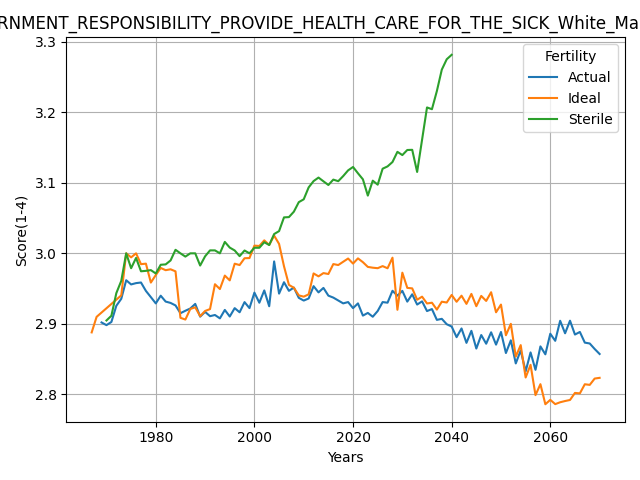 RNMENT_RESPONSIBILITY_PROVIDE_HEALTH_CARE_FOR_THE_SICK_White_Ma
3.3
3.2
3.1
3.0
2.9
2.8
Score(1-4)
Fertility
Actual
Ideal
Sterile
1980
2000
2020
2040
2060
Years